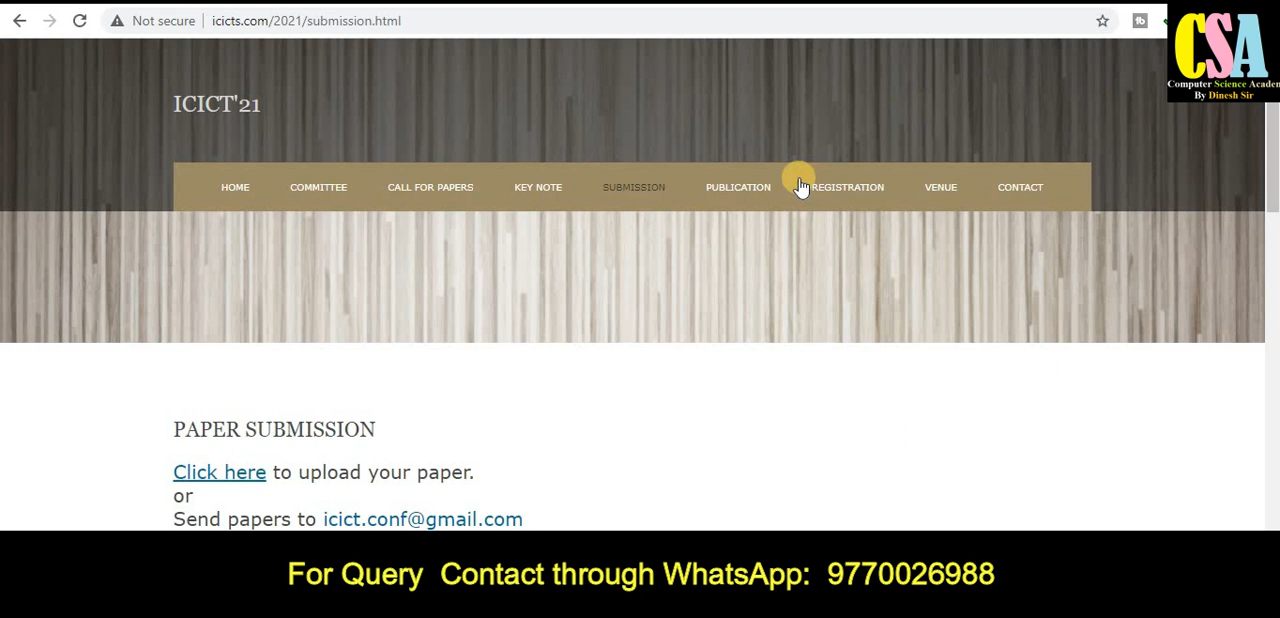 Not secure
icicts.com/2021/submission.html
CSA
Computer Science Academ
By Dinesh Sir
ICICT'21
HOME
COMMITTEE
CALL FOR PAPERS
KEY NOTE
SUBMISSION
PUBLICATION
REGISTRATION
VENUE
CONTACT
PAPER SUBMISSION
Click here to upload your paper.
or
Send papers to icict.conf@gmail.com
For Query Contact through WhatsApp: 9770026988